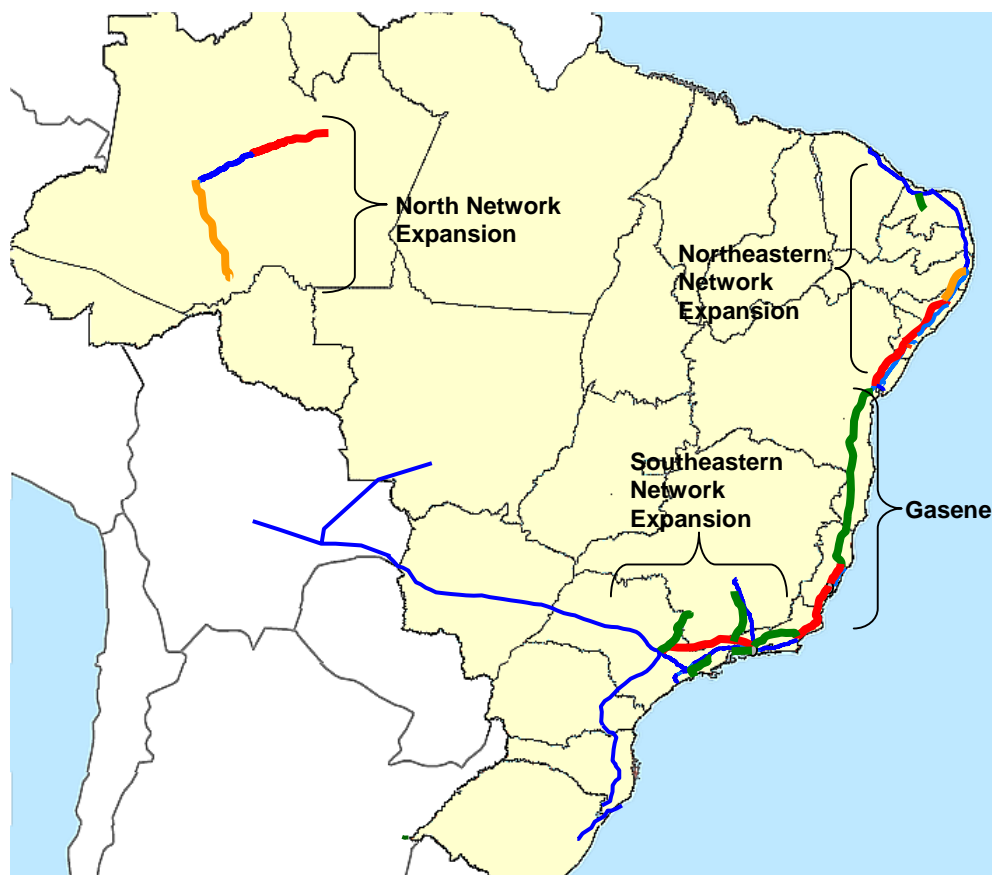 North Network
Expansion
Northeastern
Network
Expansion
Southeastern
Network
Expansion
Gasene